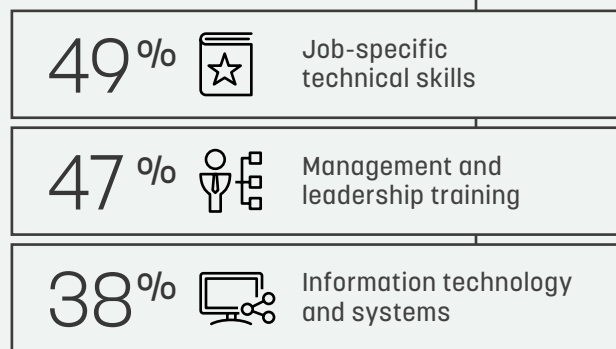 49%
Job-specific
technical skills
47%
Management and
leadership training
38%
Information technology
and systems